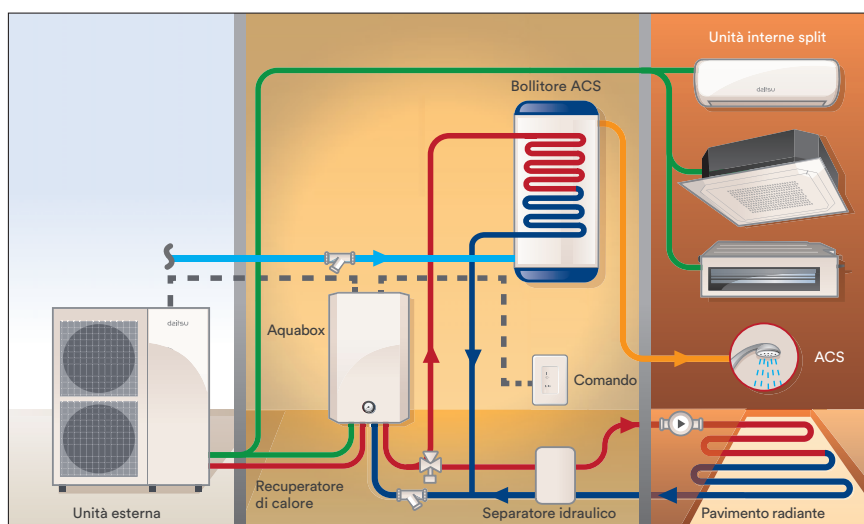 Unità interne split
daitsu
Bollitore ACS
daitsu
Aquabox
Comando
ACS
Recuperatore
di calore
Unità esterna
Separatore idraulico
Pavimento radiante